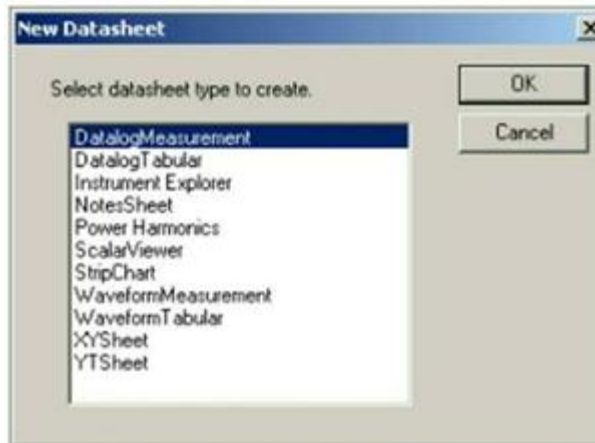 New Datasheet
Select datasheet type to create.
OK
Cancel
DatalogMeasurement
DatalogTabular
Instrument Explorer
NotesSheet
Power Harmonics
ScalarViewer
StripChart
WaveformMeasurement
WaveformTabular
XYSheet
YTSheet